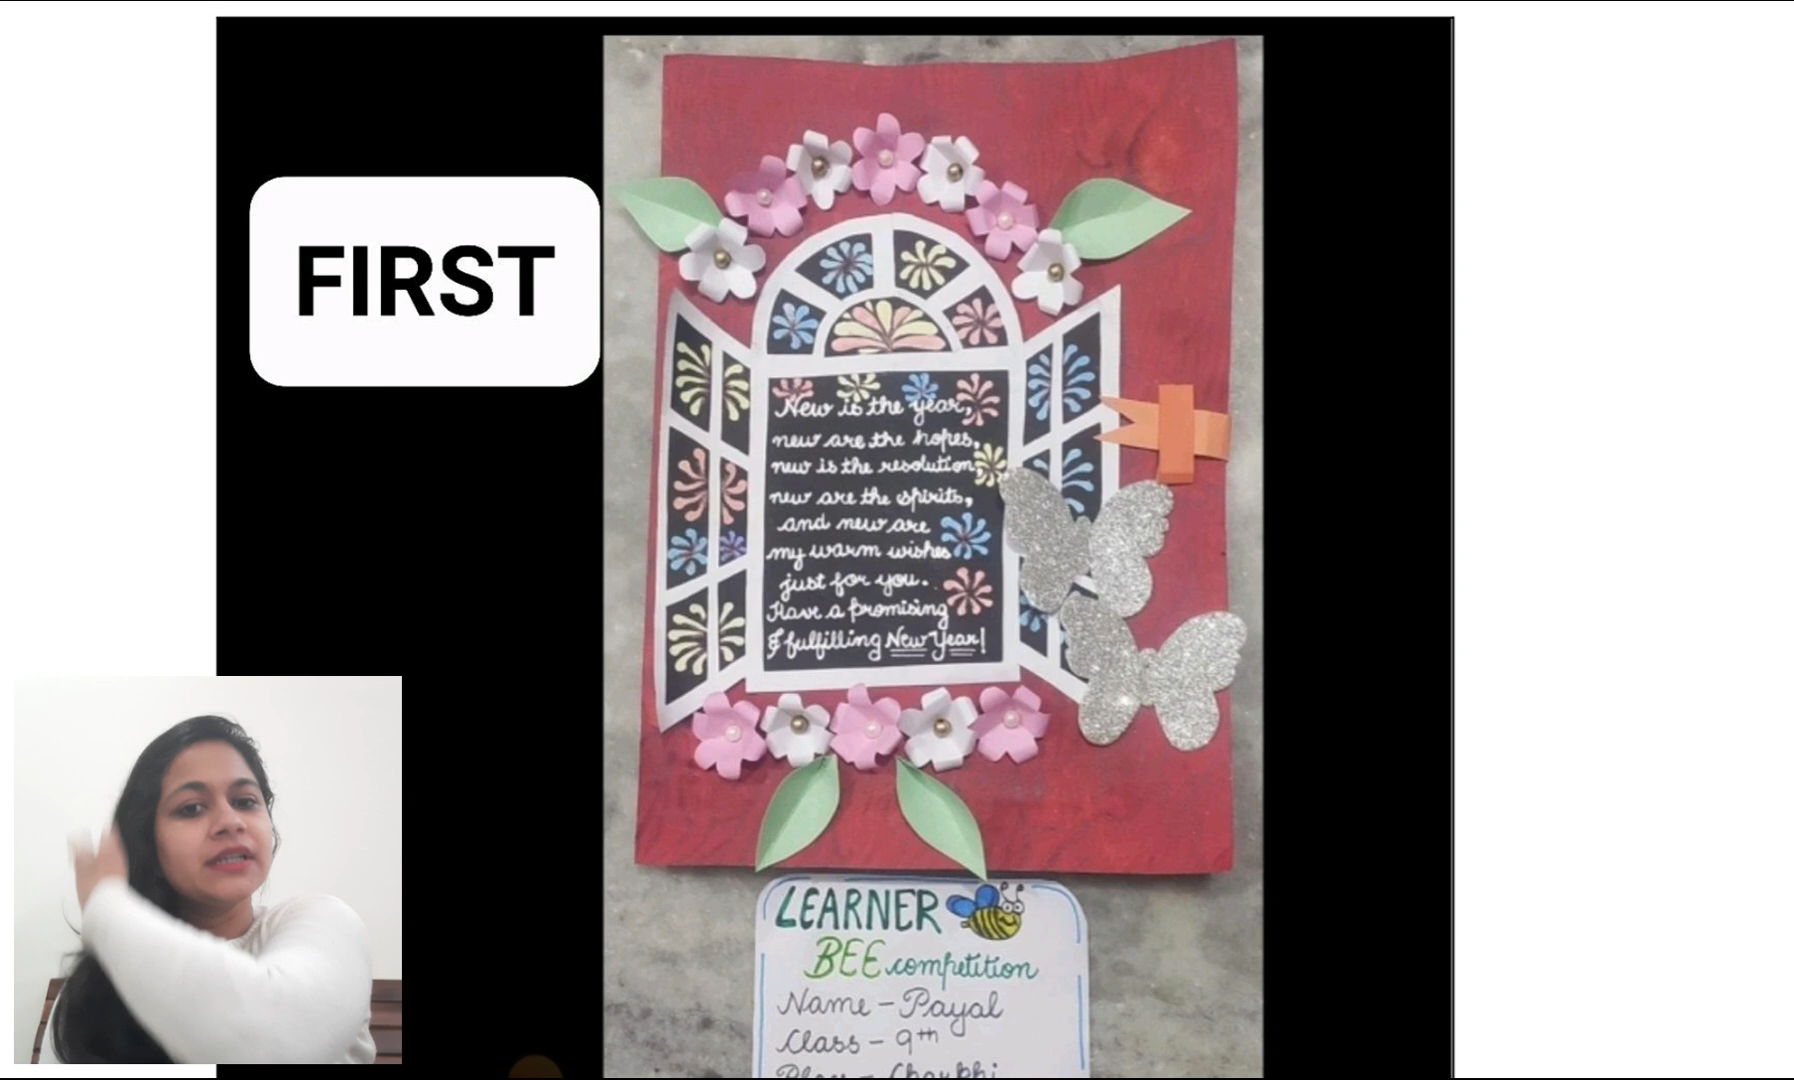 FIRST
New is the year,
new are the hopes,
new is the resolution,
new are the spirits,
and new are
my warm wishes
just for you.
Have a promising
& fulfilling New Year!
LEARNER
BEE competition
Name - Payal
Class - 9th
Place -